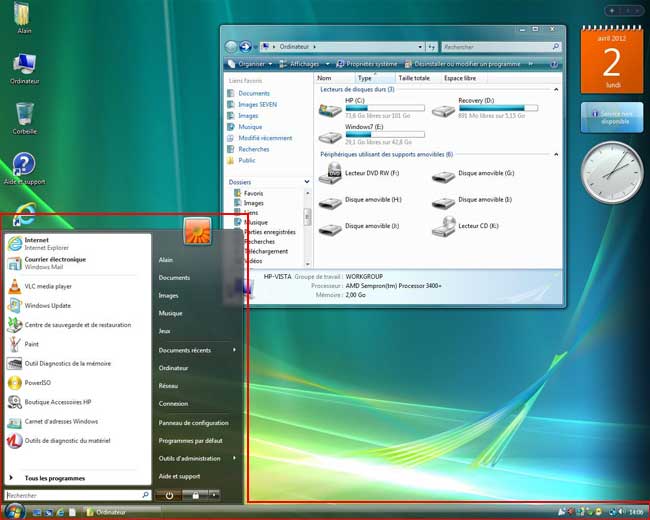 Alain
Ordinateur
Corbeille
Aide et support
Ordinateur
Rechercher
Organiser
Affichages
Propriétés système
Désinstaller ou modifier un programme
Liens favoris
Documents
Images SEVEN
Images
Musique
Modifié récemment
Recherches
Public
Dossiers
Favoris
Images
Liens
Musique
Parties enregistrées
Recherches
Téléchargement
Vidéos
Nom Type Taille totale Espace libre
Lecteurs de disques durs (3)
HP (C:)
73,6 Go libres sur 101 Go
Recovery (D:)
891 Mo libres sur 5,15 Go
Windows7 (E:)
29,1 Go libres sur 42,8 Go
Périphériques utilisant des supports amovibles (6)
Lecteur DVD RW (F:)
Disque amovible (G:)
Disque amovible (H:)
Disque amovible (I:)
Disque amovible (J:)
Lecteur CD (K:)
HP-VISTA Groupe de travail : WORKGROUP
Processeur : AMD Sempron(tm) Processor 3400+
Mémoire : 2,00 Go
avril 2012
2
lundi
Service non
disponible
Internet
Internet Explorer
Courrier électronique
Windows Mail
VLC media player
Windows Update
Centre de sauvegarde et de restauration
Paint
Outil Diagnostics de la mémoire
PowerISO
Boutique Accessoires HP
Carnet d'adresses Windows
Outils de diagnostic du matériel
Tous les programmes
Rechercher
Alain
Documents
Images
Musique
Jeux
Documents récents
Ordinateur
Réseau
Connexion
Panneau de configuration
Programmes par défaut
Outils d'administration
Aide et support
Ordinateur
14:06